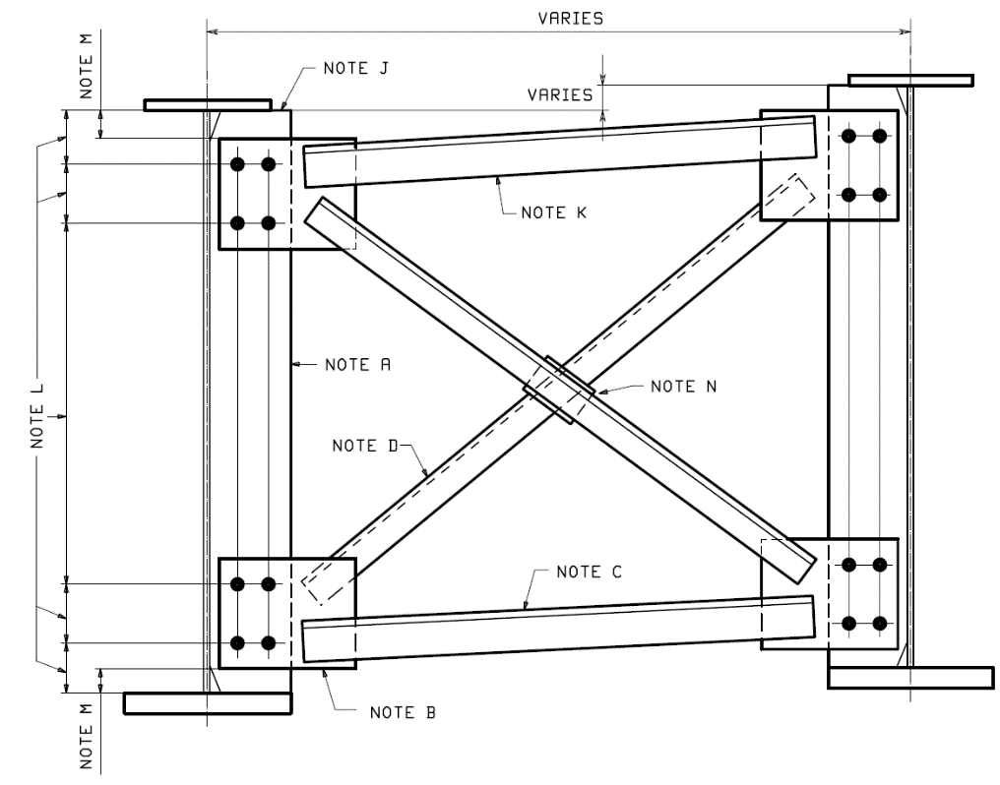 VARIES
NOTE M
NOTE J
VARIES
NOTE K
NOTE A
NOTE N
NOTE L
NOTE D
NOTE C
NOTE B
NOTE M